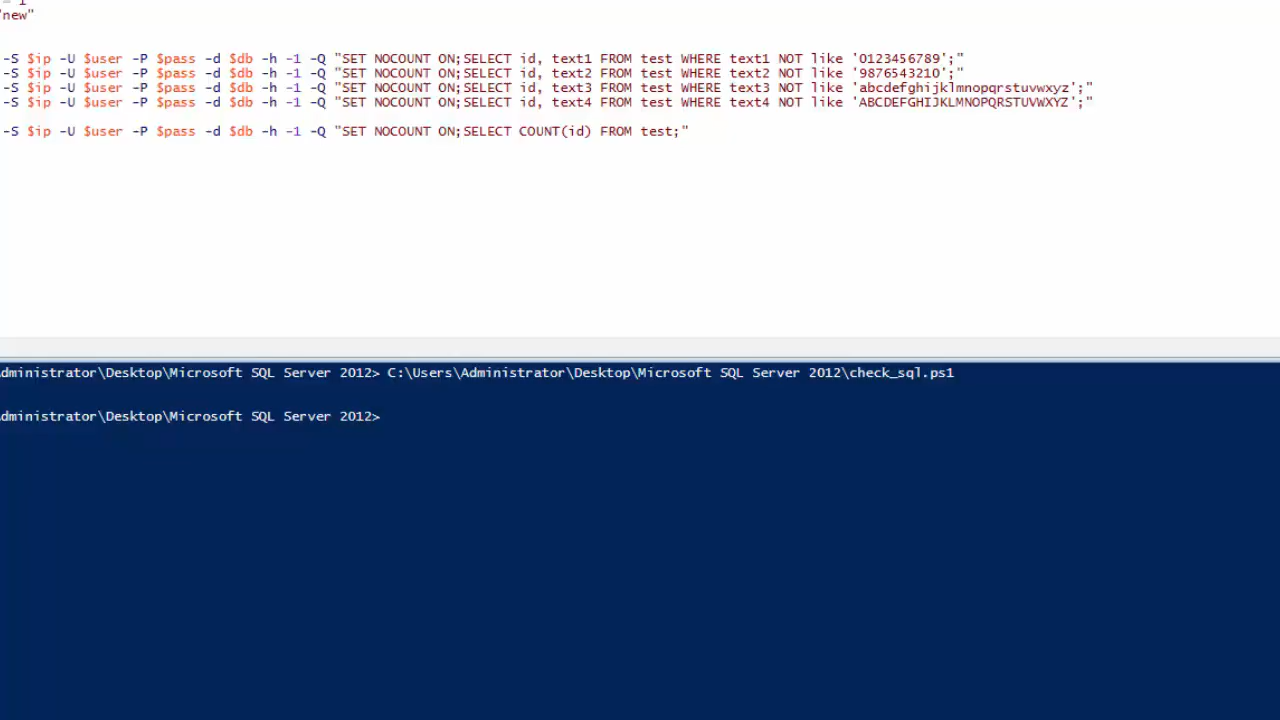 = 1
"new"
-S $ip -U $user -P $pass -d $db -h -1 -Q "SET NOCOUNT ON;SELECT id, text1 FROM test WHERE text1 NOT like '0123456789';"
-S $ip -U $user -P $pass -d $db -h -1 -Q "SET NOCOUNT ON;SELECT id, text2 FROM test WHERE text2 NOT like '9876543210';"
-S $ip -U $user -P $pass -d $db -h -1 -Q "SET NOCOUNT ON;SELECT id, text3 FROM test WHERE text3 NOT like 'abcdefghijklmnopqrstuvwxyz';"
-S $ip -U $user -P $pass -d $db -h -1 -Q "SET NOCOUNT ON;SELECT id, text4 FROM test WHERE text4 NOT like 'ABCDEFGHIJKLMNOPQRSTUVWXYZ';"
-S $ip -U $user -P $pass -d $db -h -1 -Q "SET NOCOUNT ON;SELECT COUNT(id) FROM test;"
dministrator\Desktop\Microsoft SQL Server 2012> C:\Users\Administrator\Desktop\Microsoft SQL Server 2012\check_sql.ps1
dministrator\Desktop\Microsoft SQL Server 2012>